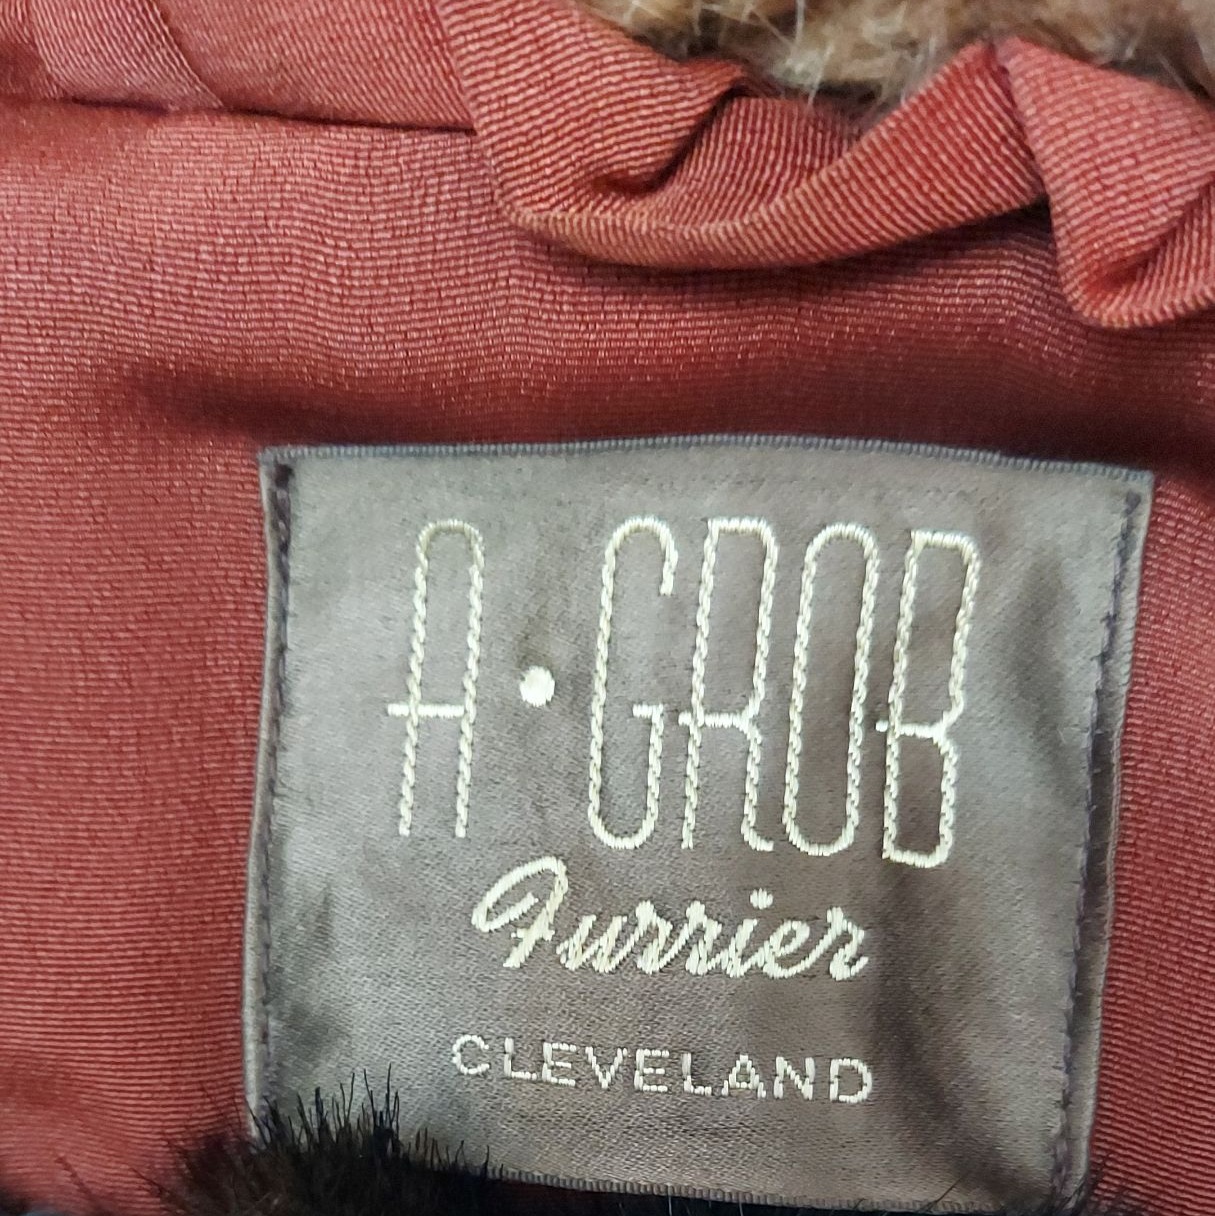 A • GROB
Furrier
CLEVELAND